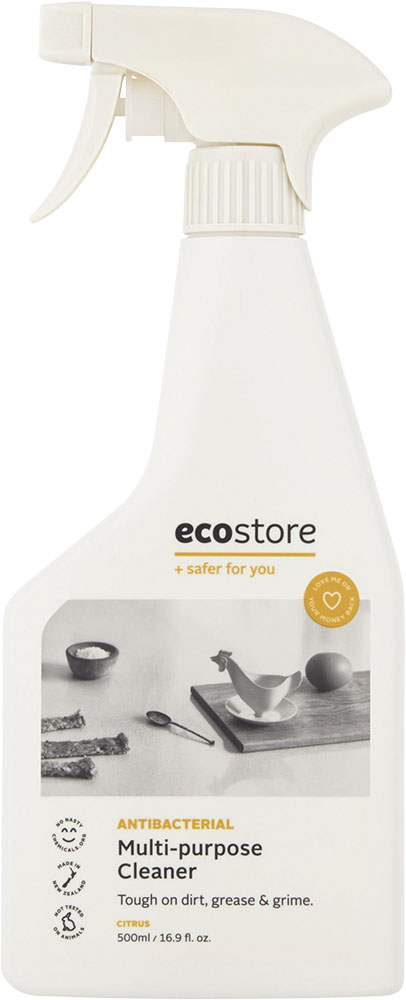 ecostore
+ safer for you
LOVE ME OR
YOUR MONEY BACK
NO NASTY
CHEMICALS.ORG
MADE IN
NEW ZEALAND
NOT TESTED
ON ANIMALS
ANTIBACTERIAL
Multi-purpose
Cleaner
Tough on dirt, grease & grime.
CITRUS
500ml / 16.9 fl. oz.